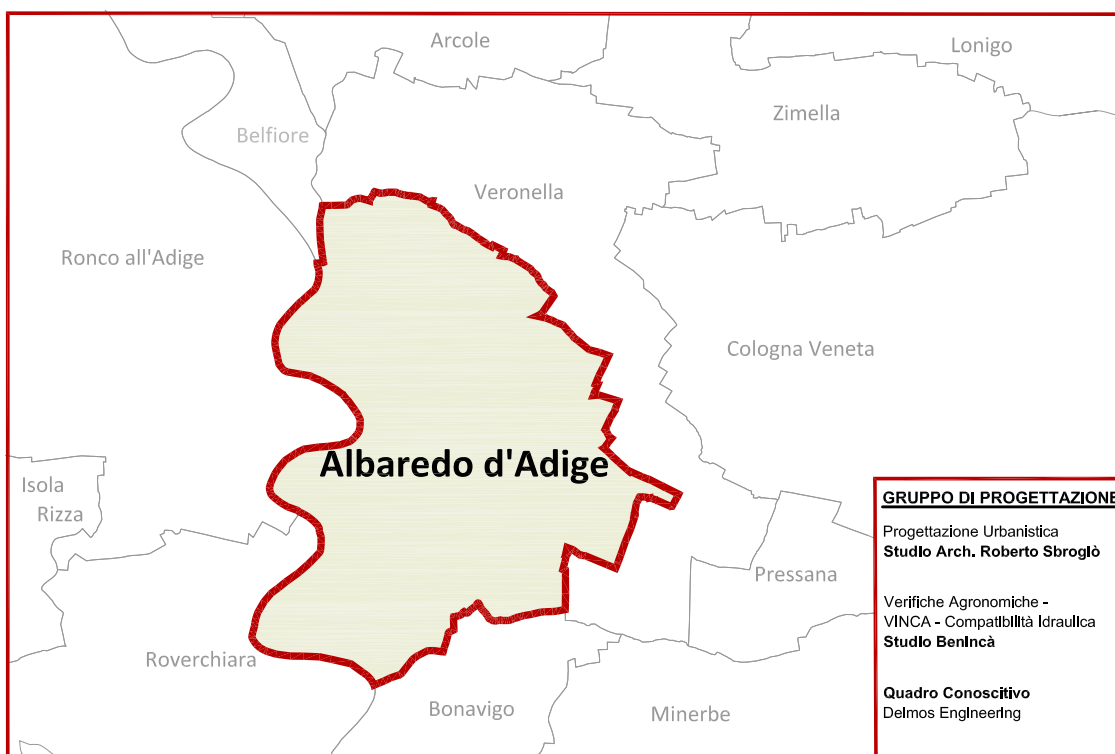 Arcole
Lonigo
Zimella
Belfiore
Veronella
Ronco all'Adige
Cologna Veneta
Albaredo d'Adige
Isola
Rizza
Pressana
Roverchiara
Bonavigo
Minerbe
GRUPPO DI PROGETTAZIONE
Progettazione Urbanistica
Studio Arch. Roberto Sbrogiò
Verifiche Agronomiche -
VINCA - Compatibilità Idraulica
Studio Benincà
Quadro Conoscitivo
Delmos Engineering